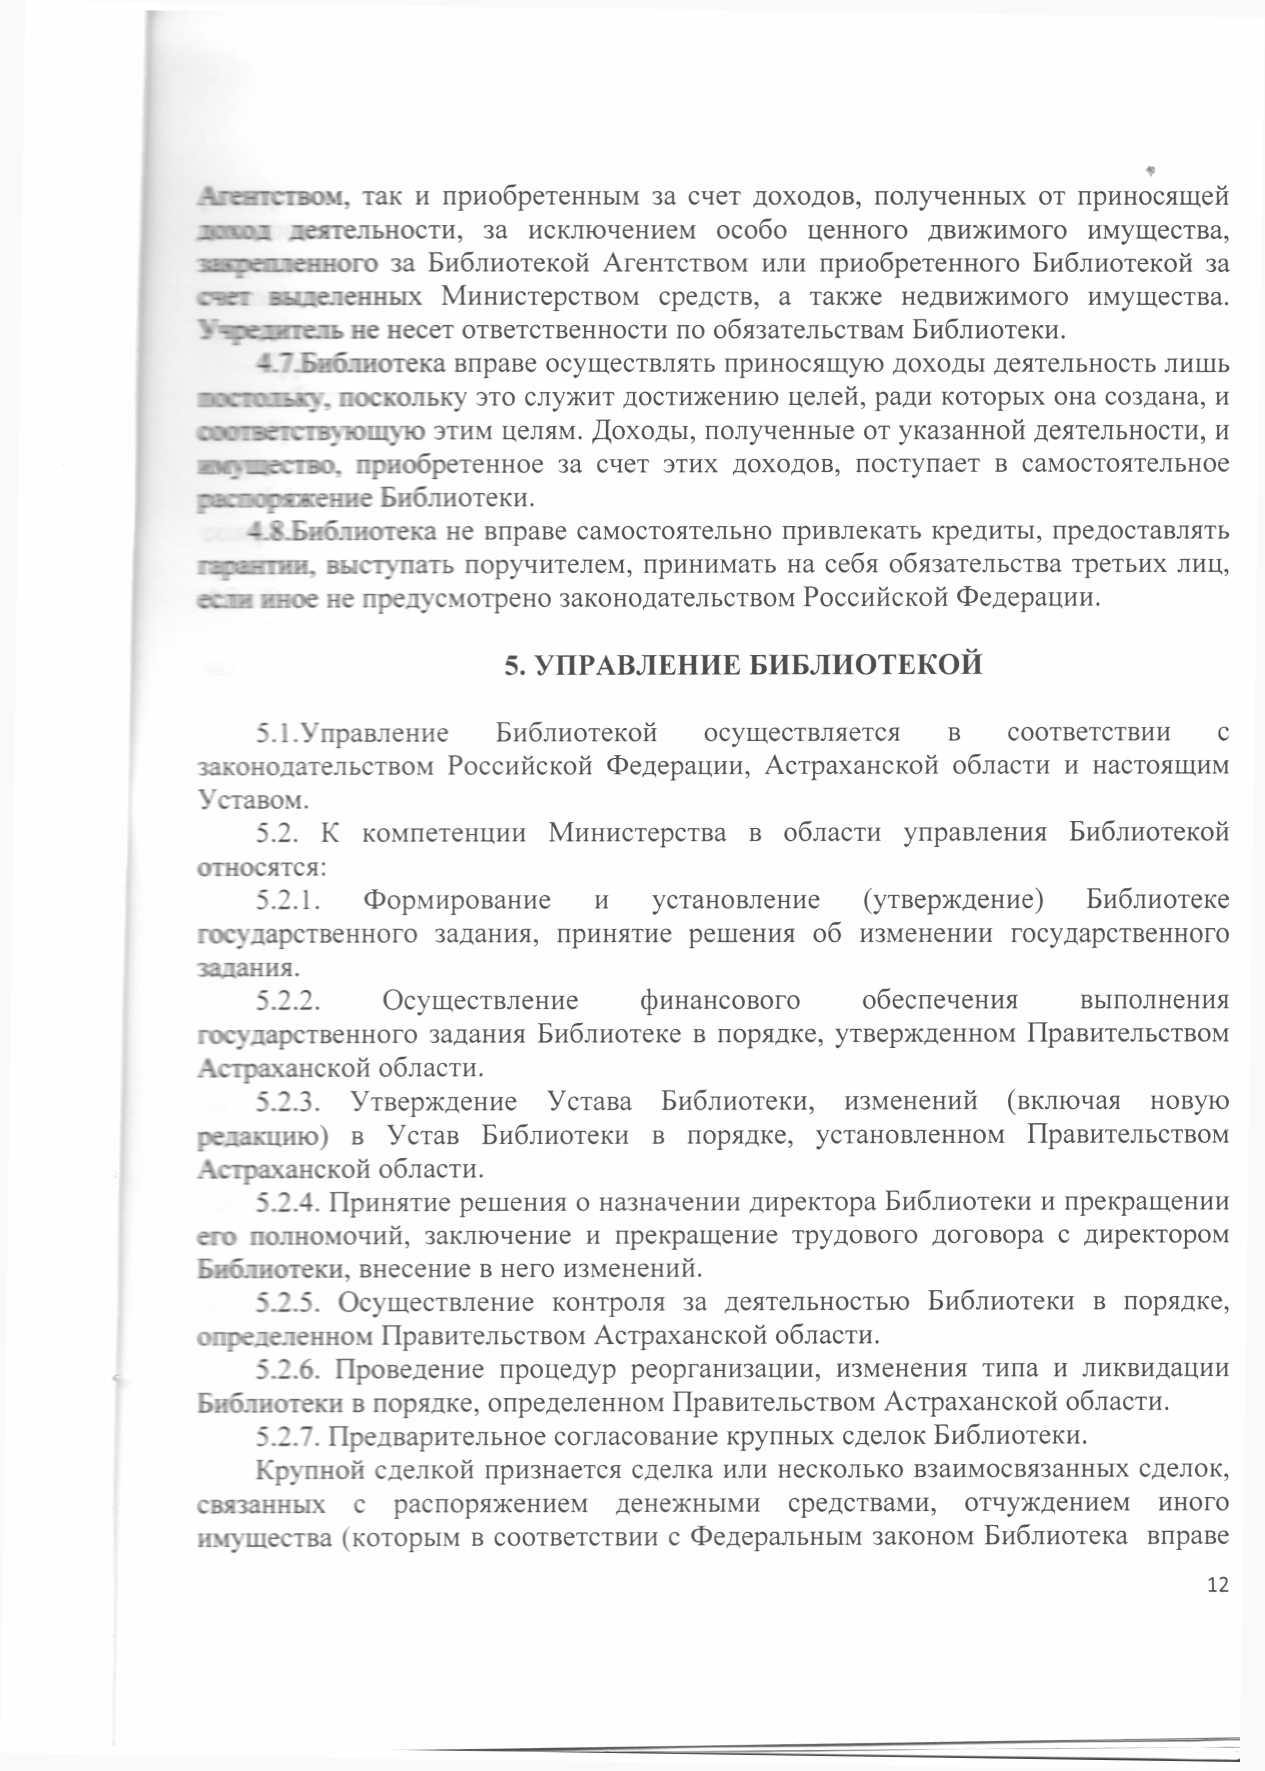 Агентством, так и приобретенным за счет доходов, полученных от приносящей
доход деятельности, за исключением особо ценного движимого имущества,
закрепленного за Библиотекой Агентством или приобретенного Библиотекой за
счет выделенных Министерством средств, а также недвижимого имущества.
Учредитель не несет ответственности по обязательствам Библиотеки.
4.7.Библиотека вправе осуществлять приносящую доходы деятельность лишь
постольку, поскольку это служит достижению целей, ради которых она создана, и
соответствующую этим целям. Доходы, полученные от указанной деятельности, и
имущество, приобретенное за счет этих доходов, поступает в самостоятельное
распоряжение Библиотеки.
4.8.Библиотека не вправе самостоятельно привлекать кредиты, предоставлять
гарантии, выступать поручителем, принимать на себя обязательства третьих лиц,
если иное не предусмотрено законодательством Российской Федерации.
5. УПРАВЛЕНИЕ БИБЛИОТЕКОЙ
5.1.Управление Библиотекой осуществляется в соответствии с
законодательством Российской Федерации, Астраханской области и настоящим
Уставом.
5.2. К компетенции Министерства в области управления Библиотекой
относятся:
5.2.1. Формирование и установление (утверждение) Библиотеке
государственного задания, принятие решения об изменении государственного
задания.
5.2.2. Осуществление финансового обеспечения выполнения
государственного задания Библиотеке в порядке, утвержденном Правительством
Астраханской области.
5.2.3. Утверждение Устава Библиотеки, изменений (включая новую
редакцию) в Устав Библиотеки в порядке, установленном Правительством
Астраханской области.
5.2.4. Принятие решения о назначении директора Библиотеки и прекращении
его полномочий, заключение и прекращение трудового договора с директором
Библиотеки, внесение в него изменений.
5.2.5. Осуществление контроля за деятельностью Библиотеки в порядке,
определенном Правительством Астраханской области.
5.2.6. Проведение процедур реорганизации, изменения типа и ликвидации
Библиотеки в порядке, определенном Правительством Астраханской области.
5.2.7. Предварительное согласование крупных сделок Библиотеки.
Крупной сделкой признается сделка или несколько взаимосвязанных сделок,
связанных с распоряжением денежными средствами, отчуждением иного
имущества (которым в соответствии с Федеральным законом Библиотека вправе
12